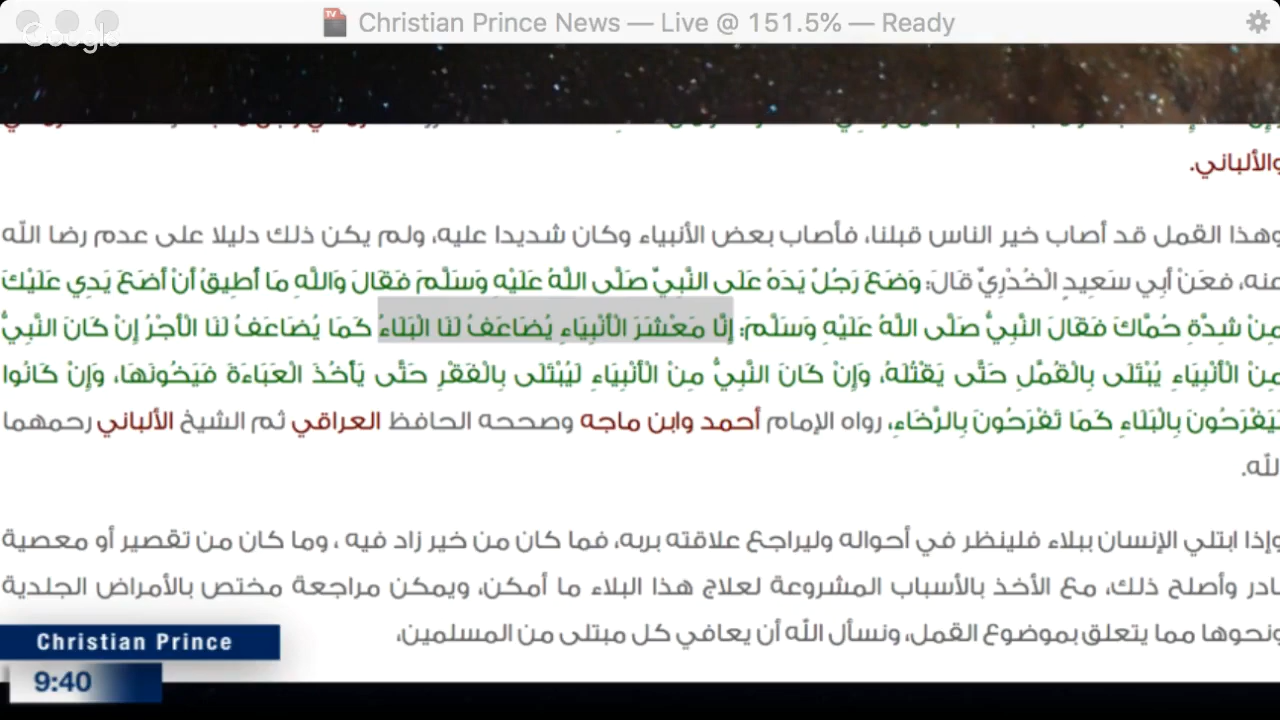 Google
Christian Prince News — Live @ 151.5% — Ready
والألباني.
وهذا القمل قد أصاب خير الناس قبلنا، فأصاب بعض الأنبياء وكان شديدا عليه، ولم يكن ذلك دليلا على عدم رضا الله
عنه، فعَنْ أَبِي سَعِيدٍ الْخُدْرِيِّ قَالَ: وَضَعَ رَجُلٌ يَدَهُ عَلَى النَّبِيِّ صَلَّى اللَّهُ عَلَيْهِ وَسَلَّمَ فَقَالَ وَاللَّهِ مَا أُطِيقُ أَنْ أَضَعَ يَدِي عَلَيْكَ
مِنْ شِدَّةِ حُمَّاكَ فَقَالَ النَّبِيُّ صَلَّى اللَّهُ عَلَيْهِ وَسَلَّمَ: إِنَّا مَعْشَرَ الْأَنْبِيَاءِ يُضَاعَفُ لَنَا الْبَلَاءُ كَمَا يُضَاعَفُ لَنَا الْأَجْرُ إِنْ كَانَ النَّبِيُّ
مِنْ الْأَنْبِيَاءِ يُبْتَلَى بِالْقُمَّلِ حَتَّى يَقْتُلَهُ، وَإِنْ كَانَ النَّبِيُّ مِنْ الْأَنْبِيَاءِ لَيُبْتَلَى بِالْفَقْرِ حَتَّى يَأْخُذَ الْعَبَاءَةَ فَيَخُونَهَا، وَإِنْ كَانُوا
لَيَفْرَحُونَ بِالْبَلَاءِ كَمَا تَفْرَحُونَ بِالرَّخَاءِ، رواه الإمام أحمد وابن ماجه وصححه الحافظ العراقي ثم الشيخ الألباني رحمهما
الله.
وإذا ابتلي الإنسان ببلاء فلينظر في أحواله وليراجع علاقته بربه، فما كان من خير زاد فيه ، وما كان من تقصير أو معصية
بادر وأصلح ذلك، مع الأخذ بالأسباب المشروعة لعلاج هذا البلاء ما أمكن، ويمكن مراجعة مختص بالأمراض الجلدية
ونحوها مما يتعلق بموضوع القمل، ونسأل الله أن يعافي كل مبتلى من المسلمين،
Christian Prince
9:40